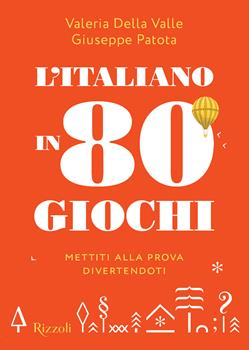 Valeria Della Valle
Giuseppe Patota
L'ITALIANO
IN 80
GIOCHI
METTITI ALLA PROVA
DIVERTENDOTI
Rizzoli